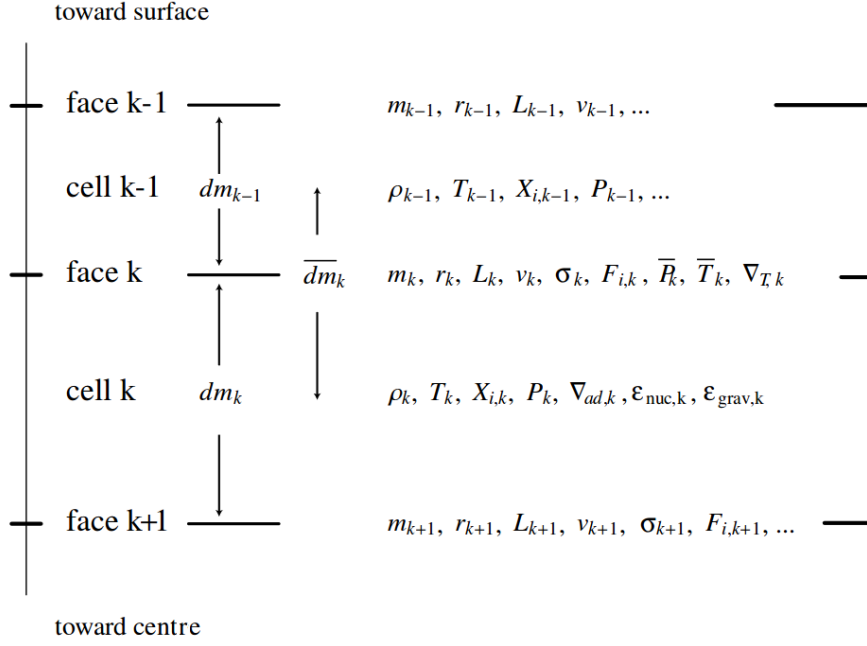 toward surface
face k-1 m_{k−1}, r_{k−1}, L_{k−1}, v_{k−1}, ...
cell k-1 dm_{k−1} ρ_{k−1}, T_{k−1}, X_{i,k−1}, P_{k−1}, ...
face k \overline{dm}_k m_k, r_k, L_k, v_k, σ_k, F_{i,k}, \overline{P}_k, \overline{T}_k, ∇_{T,k}
cell k dm_k ρ_k, T_k, X_{i,k}, P_k, ∇_{ad,k}, ε_{nuc,k}, ε_{grav,k}
face k+1 m_{k+1}, r_{k+1}, L_{k+1}, v_{k+1}, σ_{k+1}, F_{i,k+1}, ...
toward centre